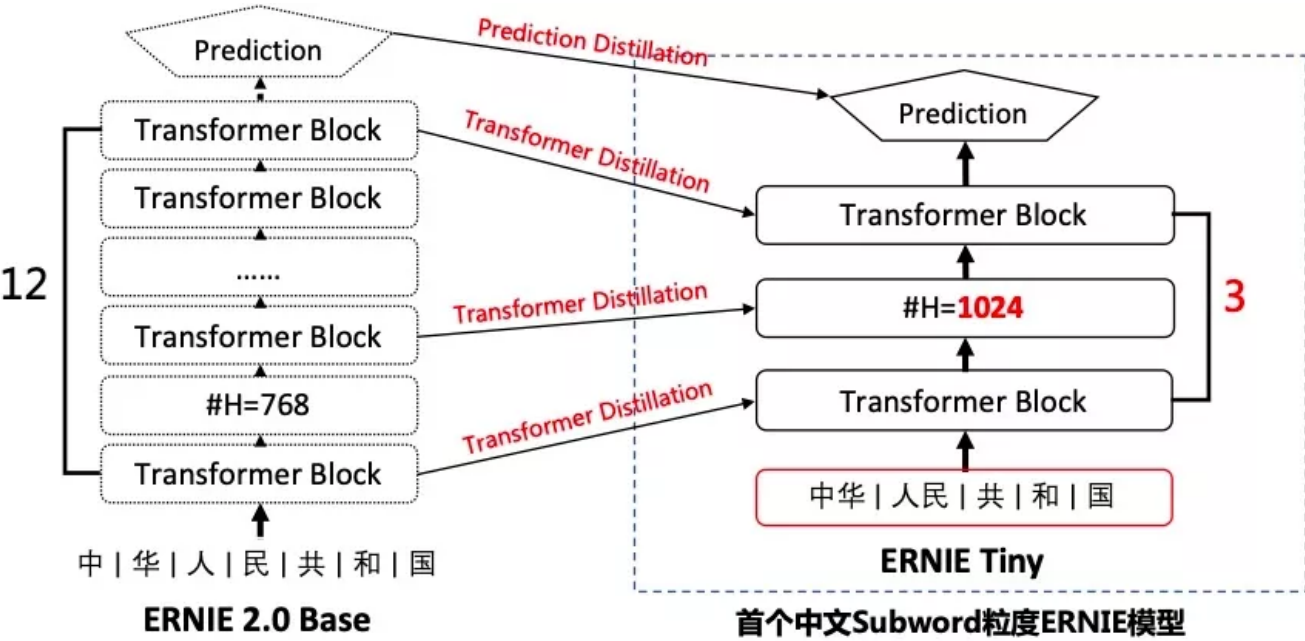 Prediction
Transformer Block
Transformer Block
......
Transformer Block
#H=768
Transformer Block
12
中 | 华 | 人 | 民 | 共 | 和 | 国
ERNIE 2.0 Base
Prediction Distillation
Transformer Distillation
Transformer Distillation
Transformer Distillation
Prediction
Transformer Block
#H=1024
Transformer Block
3
中华 | 人民 | 共 | 和 | 国
ERNIE Tiny
首个中文Subword粒度ERNIE模型